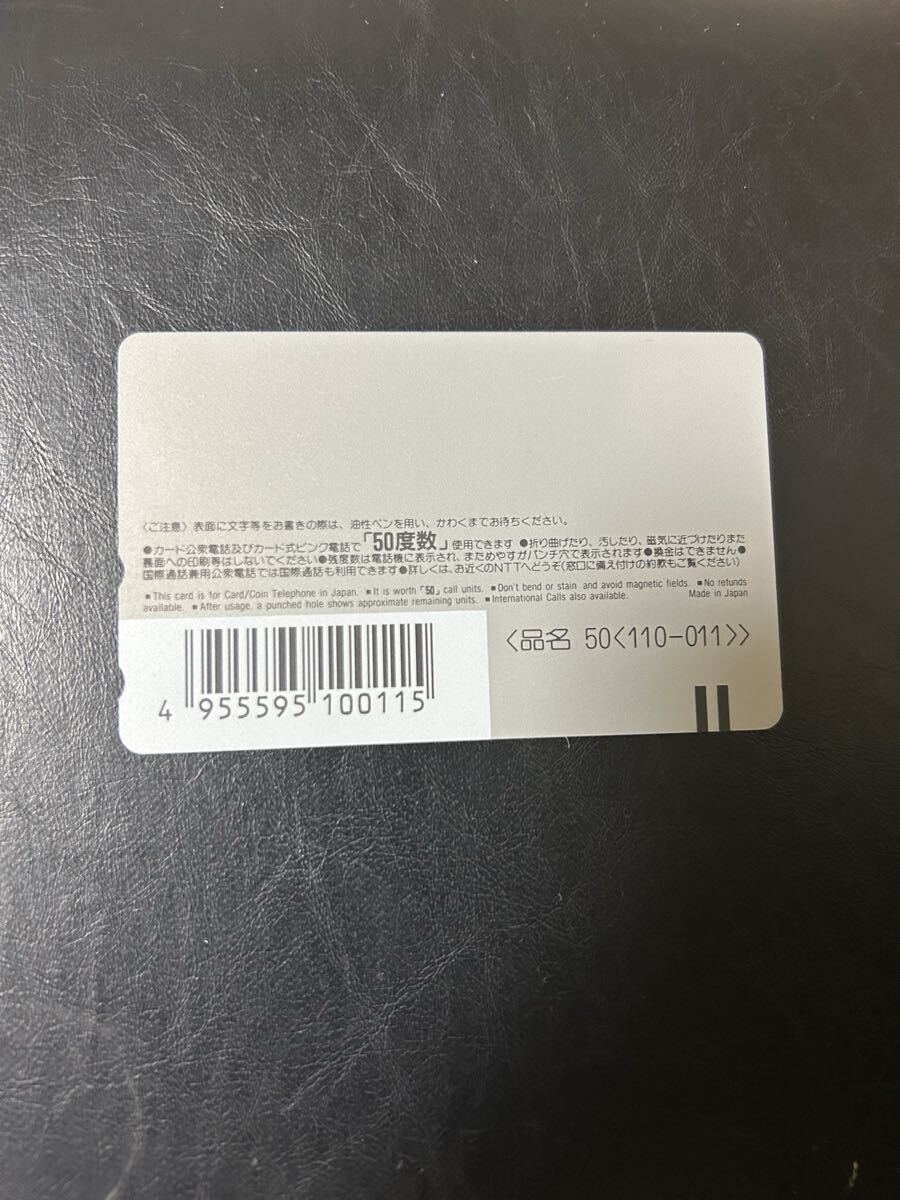 〈ご注意〉表面に文字等をお書きの際は、油性ペンを用い、かわくまでお待ちください。
●カード公衆電話及びカード式ピンク電話で「50度数」使用できます ●折り曲げたり、汚したり、磁気に近づけたりまた
裏面への印刷等はしないでください●残度数は電話機に表示され、またためやすがパンチ穴で表示されます●換金はできません●
国際通話兼用公衆電話では国際通話も利用できます●詳しくは、お近くのNTTへどうぞ(窓口に備え付けの約款もご覧ください)
■This card is for Card/Coin Telephone in Japan. ■It is worth「50」call units. ■Don't bend or stain and avoid magnetic fields. ■No refunds
available. ■After usage, a punched hole shows approximate remaining units. ■International Calls also available. Made in Japan
〈品名 50〈110-011〉〉
4 955595 100115